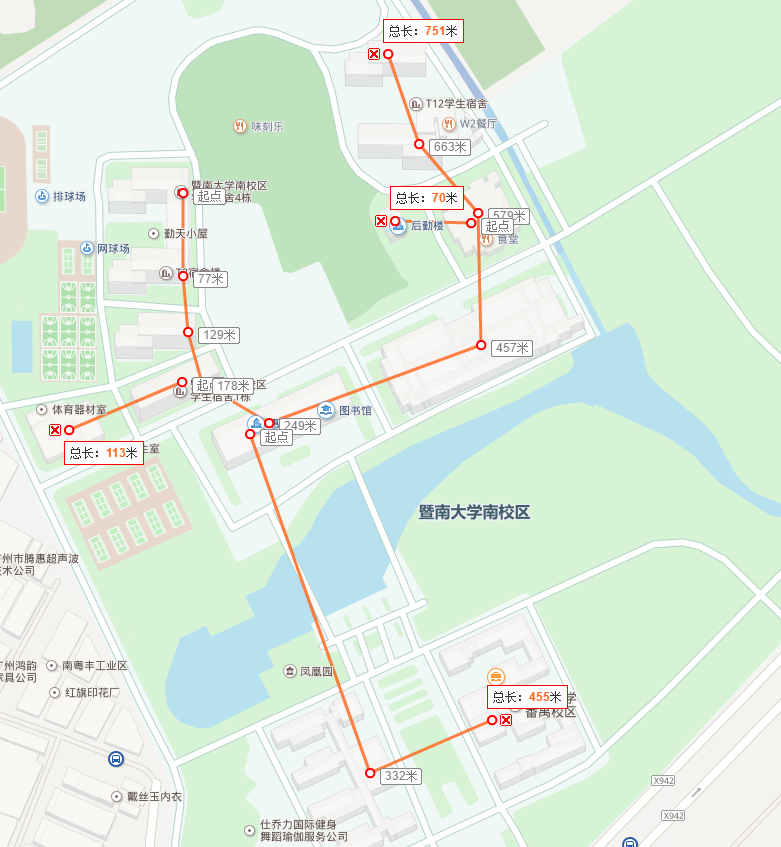 总长：751米
T12学生宿舍
W2餐厅
味刻乐
663米
暨南大学南校区
舍4栋
起点
总长：70米
排球场
579米
起点
后勤楼
食堂
勤天小屋
网球场
77米
129米
457米
起点
178米
校区
学生宿舍1栋
体育器材室
图书馆
249米
起点
总长：113米
生室
暨南大学南校区
州市腾惠超声波
技术公司
州鸿韵
家具公司
南粤丰工业区
红旗印花厂
凤凰园
总长：455米
学
番禺校区
332米
X942
X942
戴丝玉内衣
仕乔力国际健身
舞蹈瑜伽服务公司